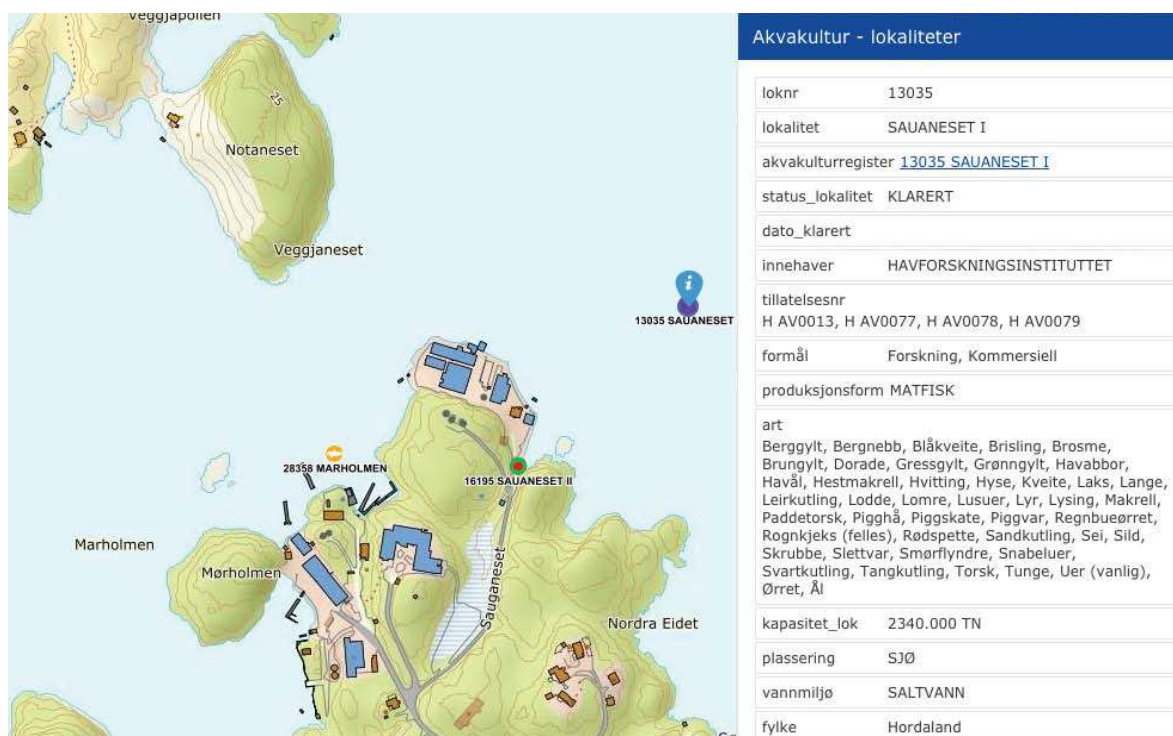 Veggjapollen
25
Notaneset
Veggjaneset
i
13035 SAUANESET
28358 MARHOLMEN
16195 SAUANESET II
Marholmen
Mørholmen
Sauganeset
Nordra Eidet
Akvakultur - lokaliteter
loknr 13035
lokalitet SAUANESET I
akvakulturregister 13035 SAUANESET I
status_lokalitet KLARERT
dato_klarert
innehaver HAVFORSKNINGSINSTITUTTET
tillatelsesnr
H AV0013, H AV0077, H AV0078, H AV0079
formål Forskning, Kommersiell
produksjonsform MATFISK
art
Berggylt, Bergnebb, Blåkveite, Brisling, Brosme,
Brungylt, Dorade, Gressgylt, Grønngylt, Havabbor,
Havål, Hestmakrell, Hvitting, Hyse, Kveite, Laks, Lange,
Leirkutling, Lodde, Lomre, Lusuer, Lyr, Lysing, Makrell,
Paddetorsk, Pigghå, Piggskate, Piggvar, Regnbueørret,
Rognkjeks (felles), Rødspette, Sandkutling, Sei, Sild,
Skrubbe, Slettvar, Smørflyndre, Snabeluer,
Svartkutling, Tangkutling, Torsk, Tunge, Uer (vanlig),
Ørret, Ål
kapasitet_lok 2340.000 TN
plassering SJØ
vannmiljø SALTVANN
fylke Hordaland